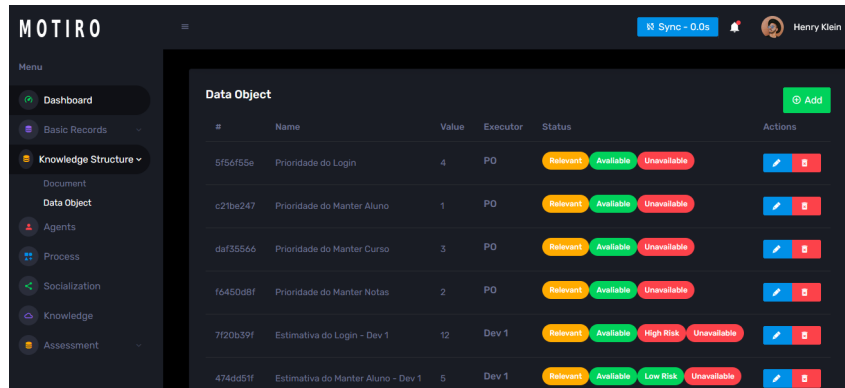 MOTIRO
Sync - 0.0s
Henry Klein
Menu
Dashboard
Basic Records
Knowledge Structure
Document
Data Object
Agents
Process
Socialization
Knowledge
Assessment
Data Object
Add
# Name Value Executor Status Actions
5f56f55e Prioridade do Login 4 PO Relevant Available Unavailable
c21be247 Prioridade do Manter Aluno 1 PO Relevant Available Unavailable
daf35566 Prioridade do Manter Curso 3 PO Relevant Available Unavailable
f6450d8f Prioridade do Manter Notas 2 PO Relevant Available Unavailable
7f20b39f Estimativa do Login - Dev 1 12 Dev 1 Relevant Available High Risk Unavailable
474dd51f Estimativa do Manter Aluno - Dev 1 5 Dev 1 Relevant Available Low Risk Unavailable